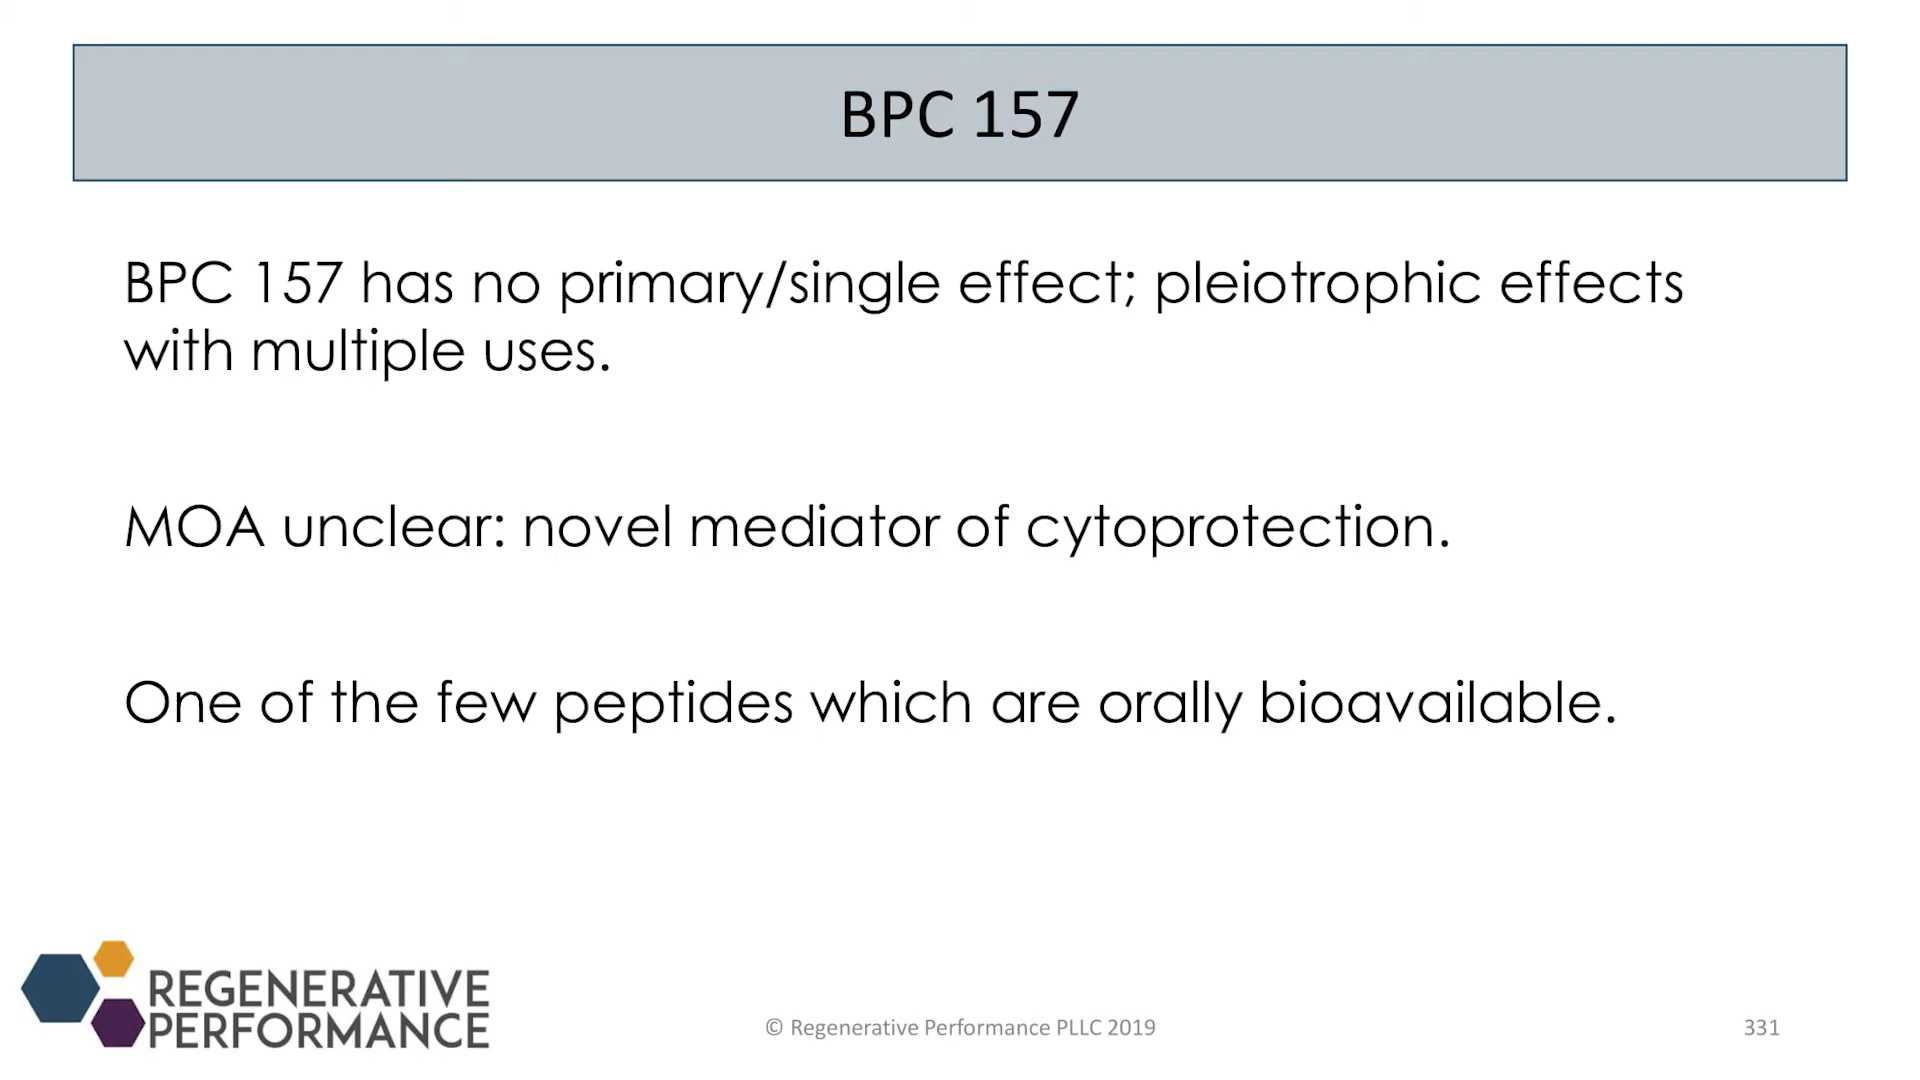 BPC 157
BPC 157 has no primary/single effect; pleiotrophic effects
with multiple uses.
MOA unclear: novel mediator of cytoprotection.
One of the few peptides which are orally bioavailable.
REGENERATIVE
PERFORMANCE
© Regenerative Performance PLLC 2019
331